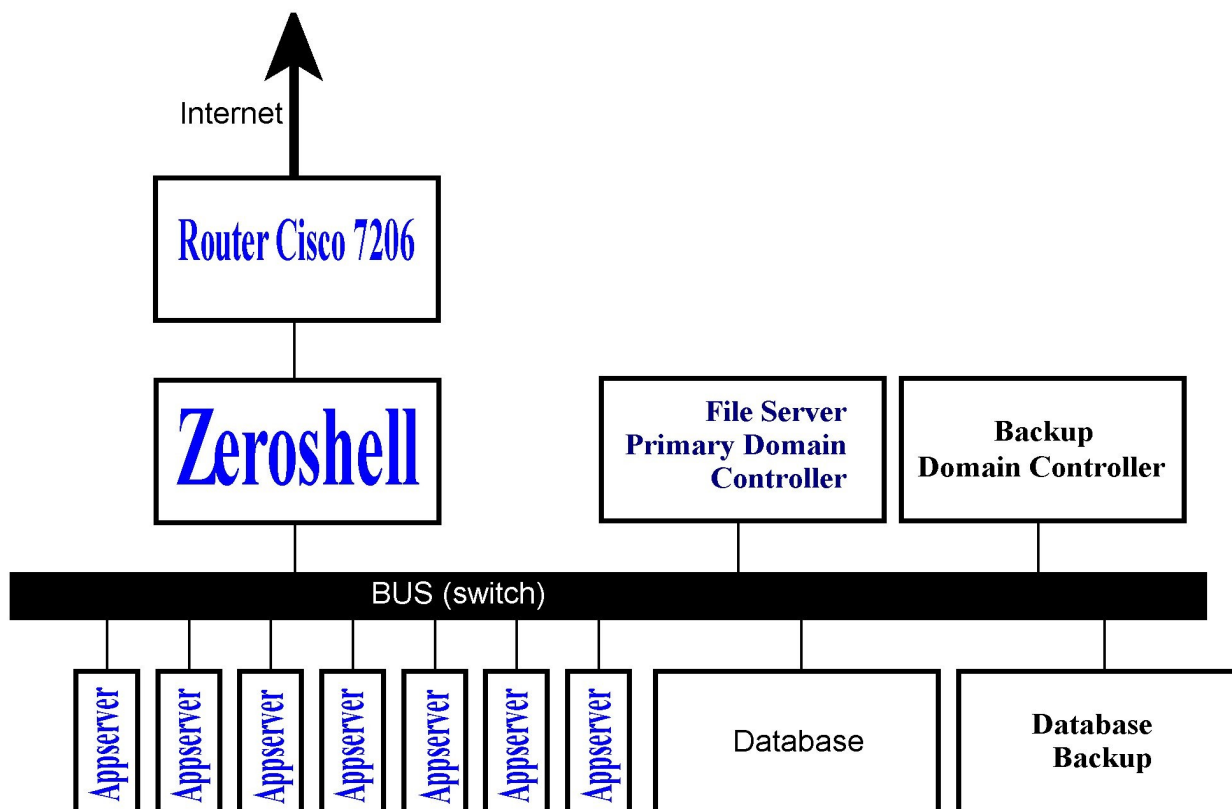 Internet
Router Cisco 7206
Zeroshell
File Server
Primary Domain
Controller
Backup
Domain Controller
BUS (switch)
Appserver
Appserver
Appserver
Appserver
Appserver
Appserver
Appserver
Database
Database
Backup